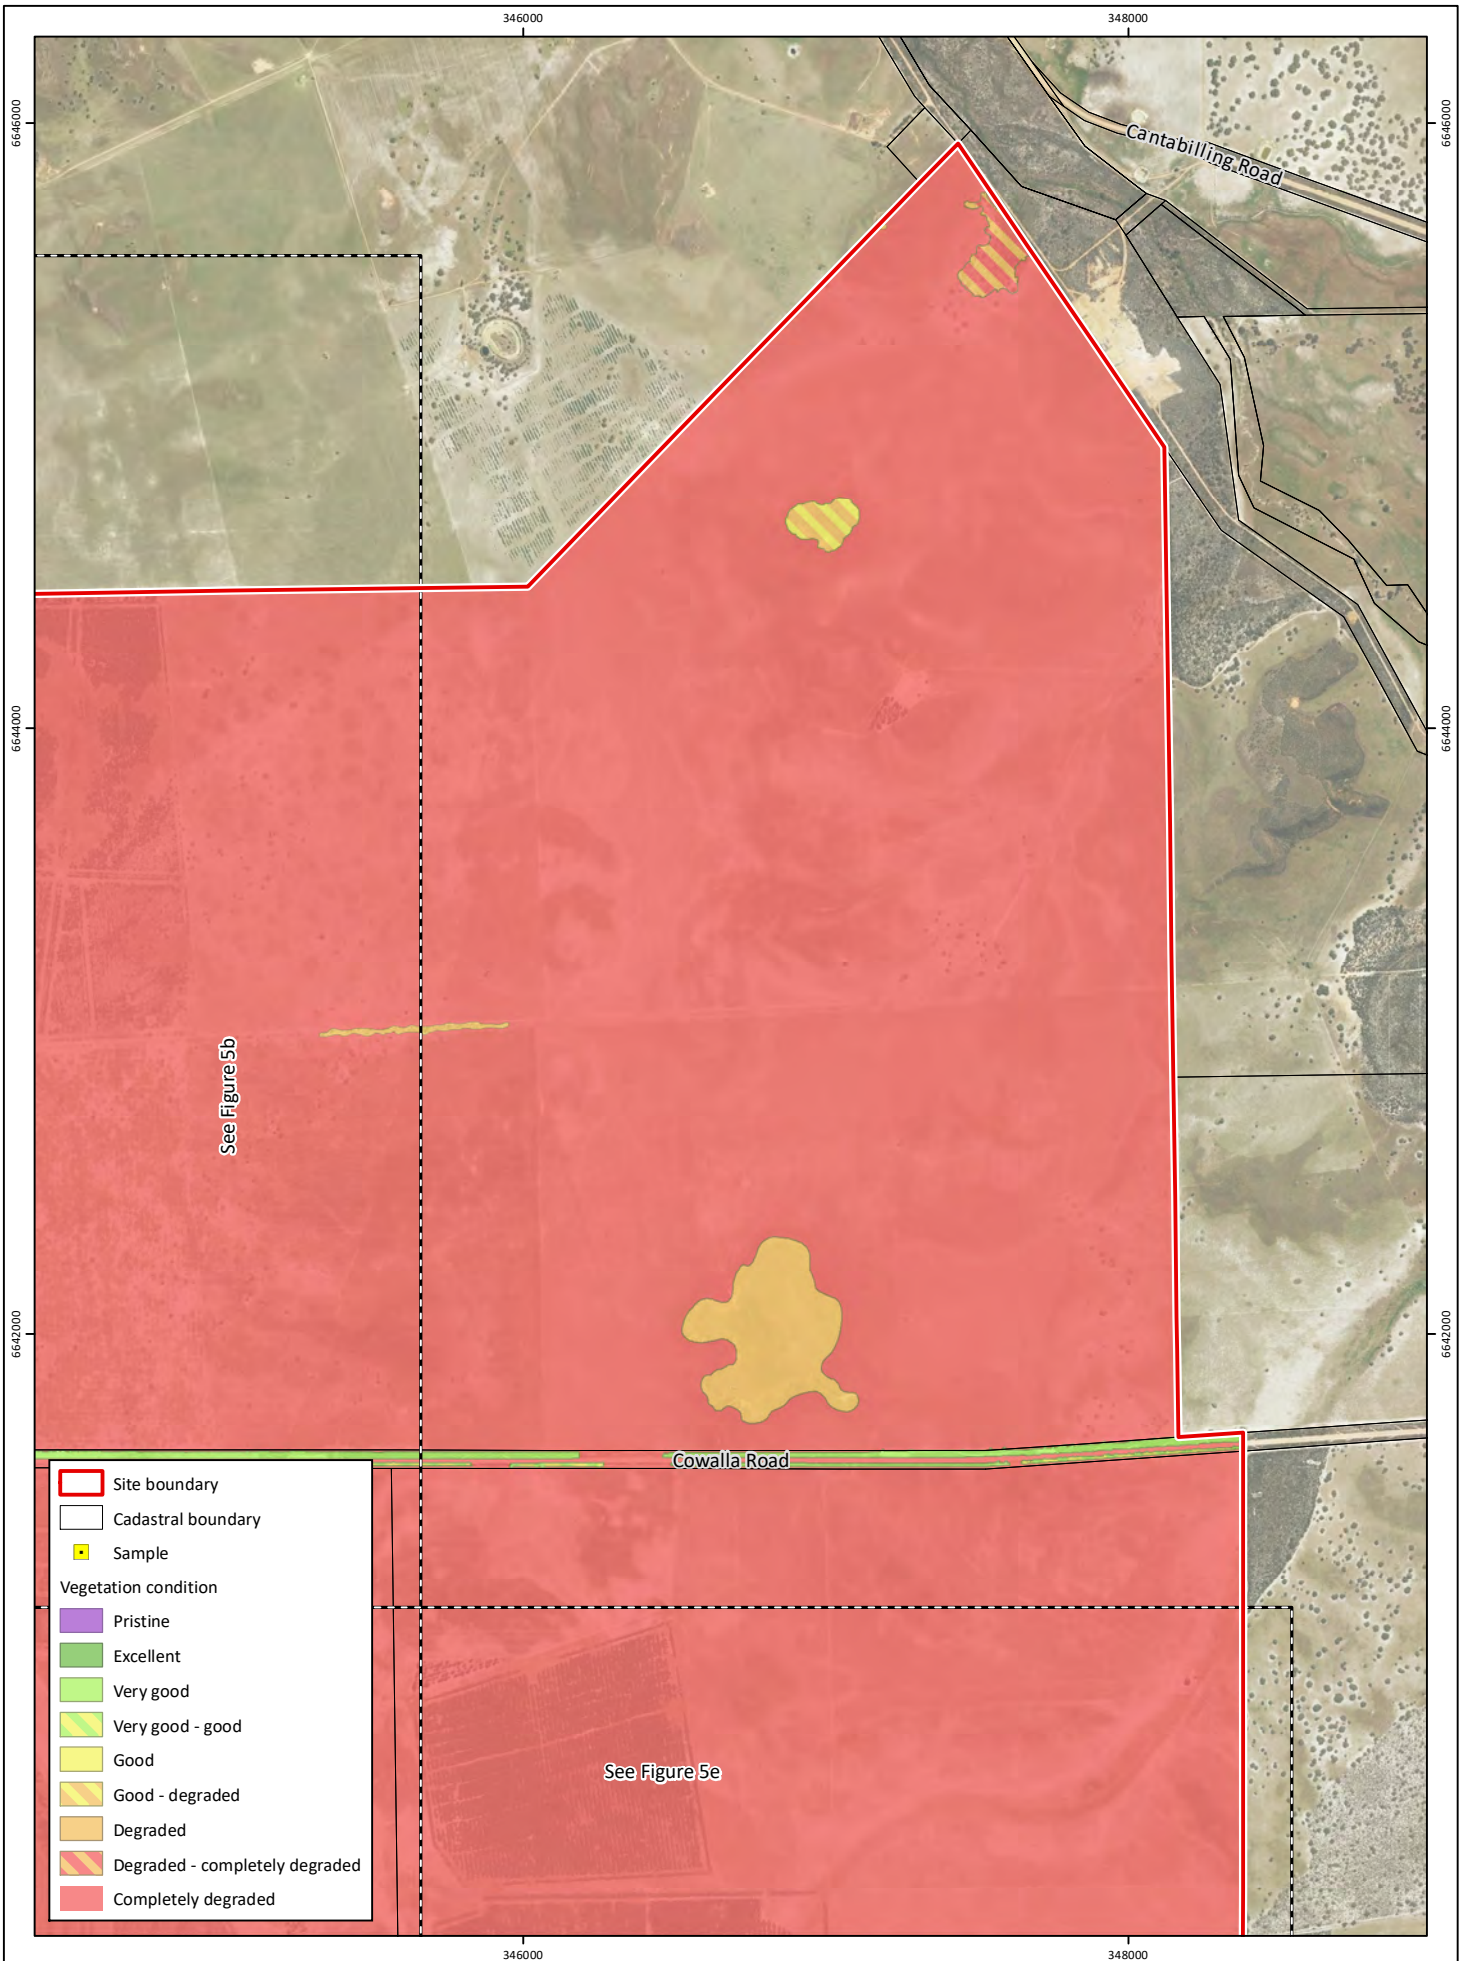 346000
348000
6646000
6646000
Cantabilling Road
6644000
6644000
See Figure 5b
6642000
6642000
Cowalla Road
Site boundary
Cadastral boundary
Sample
Vegetation condition
Pristine
Excellent
Very good
Very good - good
Good
Good - degraded
Degraded
Degraded - completely degraded
Completely degraded
See Figure 5e
346000
348000